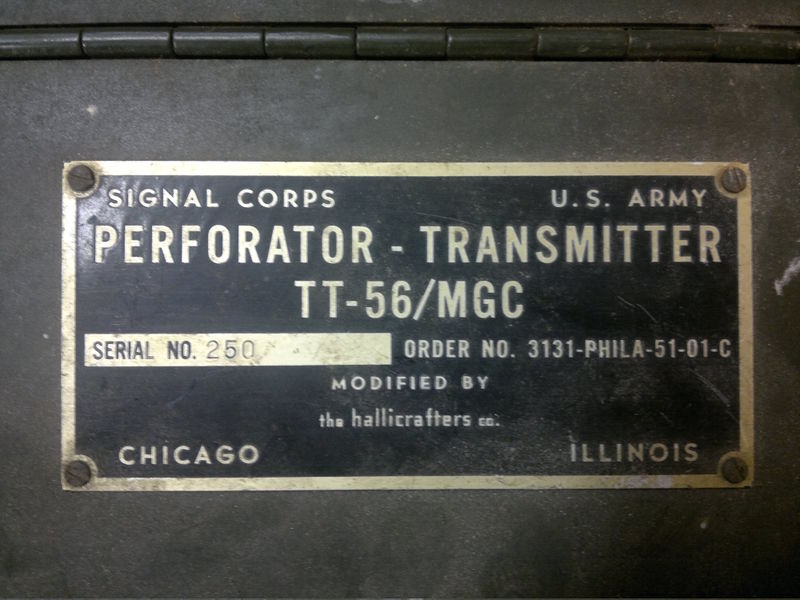 SIGNAL CORPS U.S. ARMY
PERFORATOR - TRANSMITTER
TT-56/MGC
SERIAL NO. 250 ORDER NO. 3131-PHILA-51-01-C
MODIFIED BY
the hallicrafters co.
CHICAGO ILLINOIS